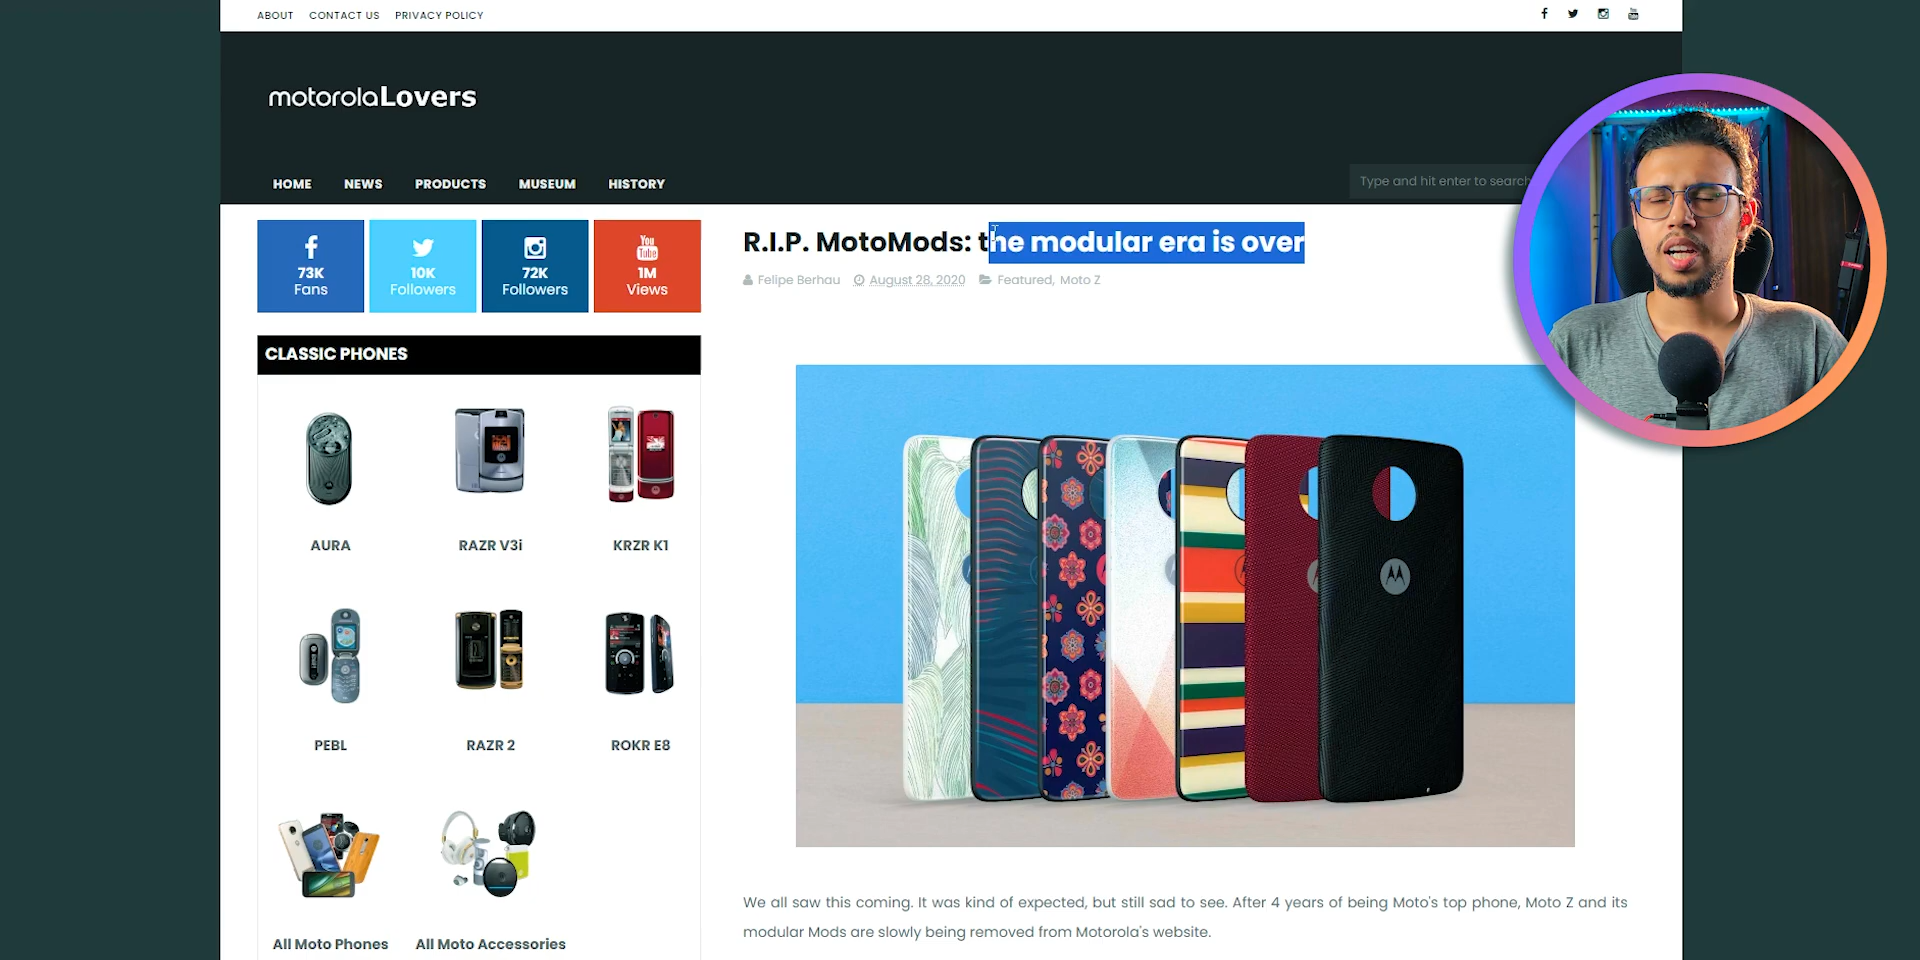 ABOUT CONTACT US PRIVACY POLICY
motorolaLovers
HOME NEWS PRODUCTS MUSEUM HISTORY
Type and hit enter to search
73K
Fans
10K
Followers
72K
Followers
You
Tube
1M
Views
R.I.P. MotoMods: the modular era is over
Felipe Berhau August 28, 2020 Featured, Moto Z
CLASSIC PHONES
AURA RAZR V3i KRZR K1
PEBL RAZR 2 ROKR E8
All Moto Phones All Moto Accessories
We all saw this coming. It was kind of expected, but still sad to see. After 4 years of being Moto's top phone, Moto Z and its
modular Mods are slowly being removed from Motorola's website.